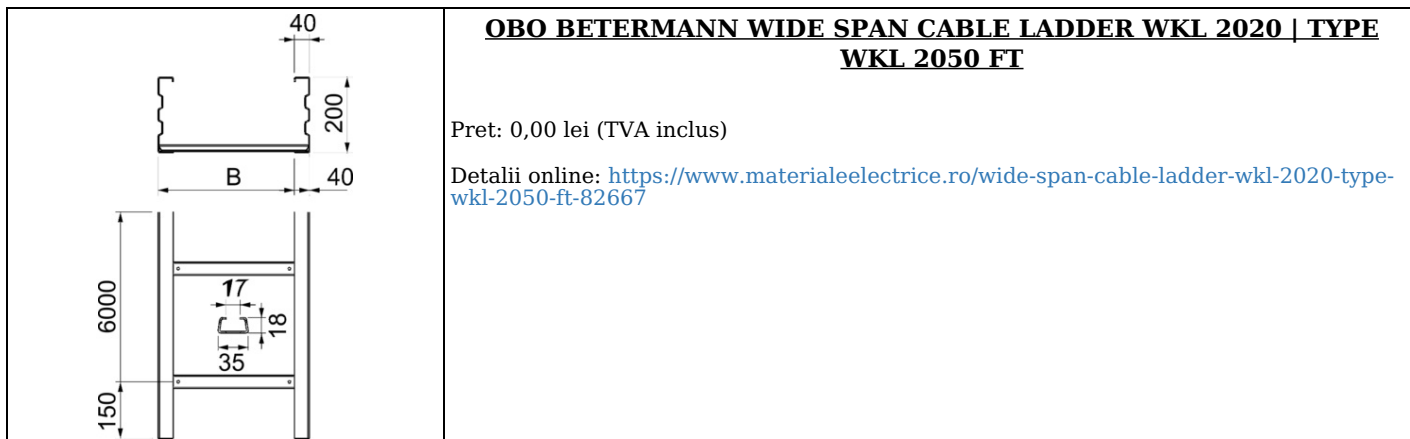 40
200
B
40
6000
17
18
35
150
OBO BETERMANN WIDE SPAN CABLE LADDER WKL 2020 | TYPE
WKL 2050 FT
Pret: 0,00 lei (TVA inclus)
Detalii online: https://www.materialeelectrice.ro/wide-span-cable-ladder-wkl-2020-type-
wkl-2050-ft-82667